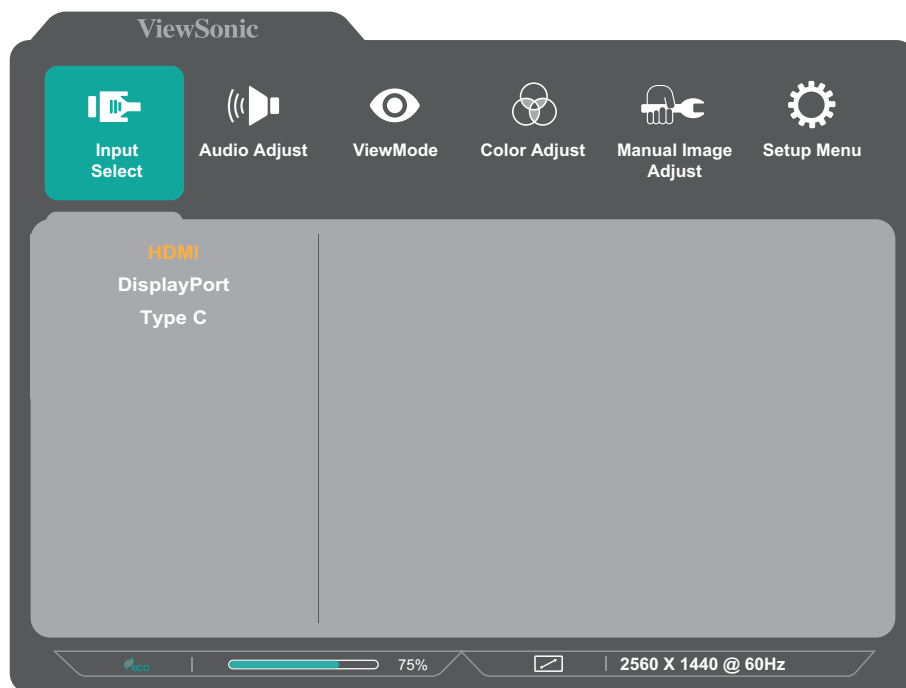 ViewSonic
Input
Select
Audio Adjust
ViewMode
Color Adjust
Manual Image
Adjust
Setup Menu
HDMI
DisplayPort
Type C
eco
75%
2560 X 1440 @ 60Hz